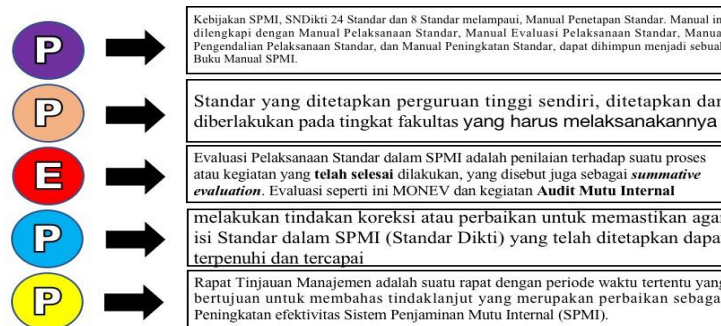 P
Kebijakan SPMI, SNDikti 24 Standar dan 8 Standar melampaui, Manual Penetapan Standar. Manual in
dilengkapi dengan Manual Pelaksanaan Standar, Manual Evaluasi Pelaksanaan Standar, Manua
Pengendalian Pelaksanaan Standar, dan Manual Peningkatan Standar, dapat dihimpun menjadi sebua
Buku Manual SPMI.
P
Standar yang ditetapkan perguruan tinggi sendiri, ditetapkan dan
diberlakukan pada tingkat fakultas yang harus melaksanakannya
E
Evaluasi Pelaksanaan Standar dalam SPMI adalah penilaian terhadap suatu proses
atau kegiatan yang telah selesai dilakukan, yang disebut juga sebagai summative
evaluation. Evaluasi seperti ini MONEV dan kegiatan Audit Mutu Internal
P
melakukan tindakan koreksi atau perbaikan untuk memastikan aga
isi Standar dalam SPMI (Standar Dikti) yang telah ditetapkan dapa
terpenuhi dan tercapai
P
Rapat Tinjauan Manajemen adalah suatu rapat dengan periode waktu tertentu yang
bertujuan untuk membahas tindaklanjut yang merupakan perbaikan sebaga
Peningkatan efektivitas Sistem Penjaminan Mutu Internal (SPMI).